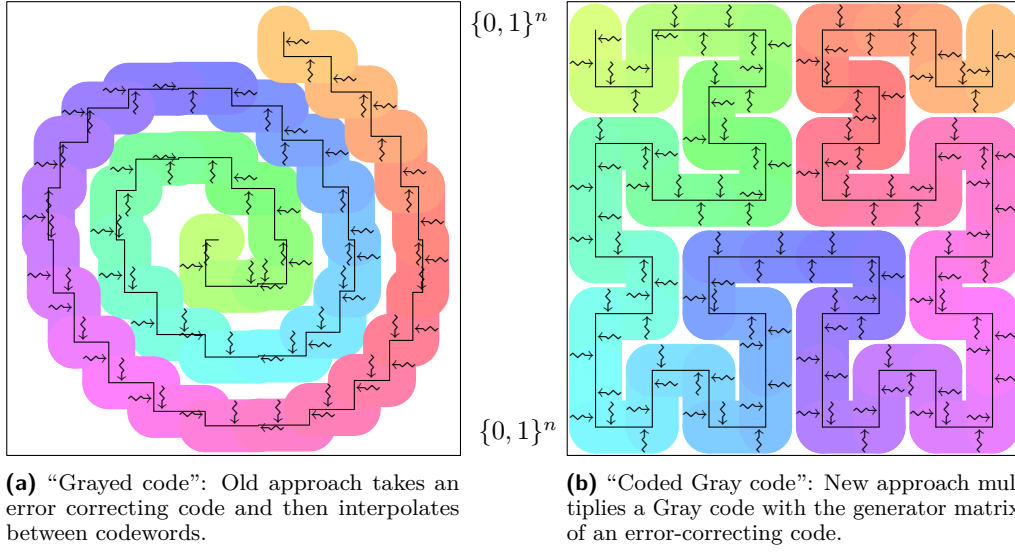 {0, 1}^n
{0, 1}^n
(a) “Grayed code”: Old approach takes an
error correcting code and then interpolates
between codewords.
(b) “Coded Gray code”: New approach mul
tiplies a Gray code with the generator matrix
of an error-correcting code.